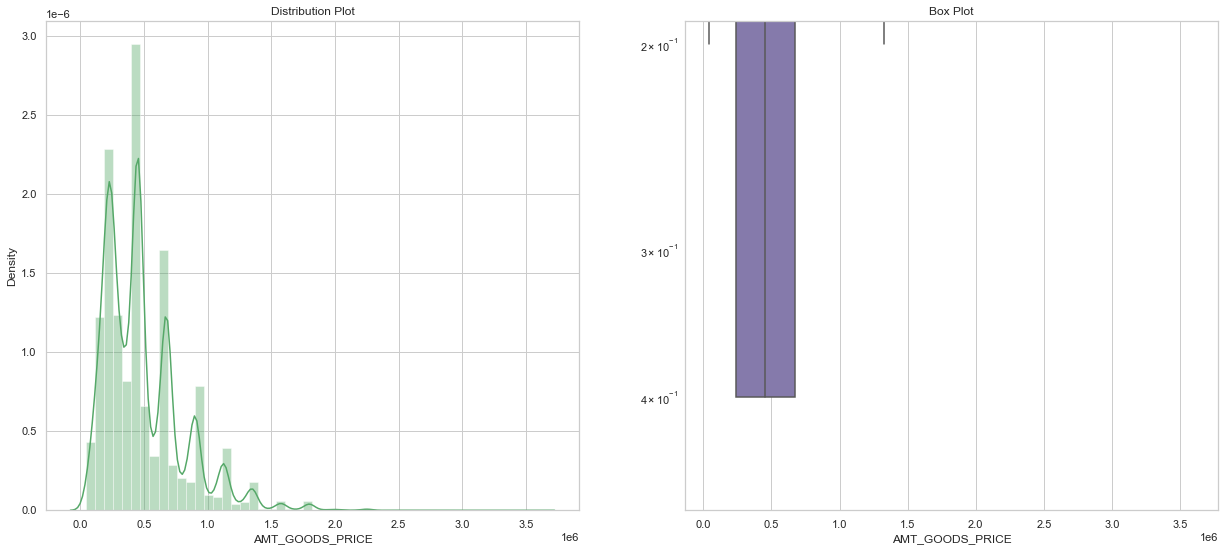 Distribution Plot
1e−6
3.0
2.5
2.0
1.5
1.0
0.5
0.0
Density
0.0 0.5 1.0 1.5 2.0 2.5 3.0 3.5
1e6
AMT_GOODS_PRICE
Box Plot
2 × 10⁻¹
3 × 10⁻¹
4 × 10⁻¹
0.0 0.5 1.0 1.5 2.0 2.5 3.0 3.5
1e6
AMT_GOODS_PRICE